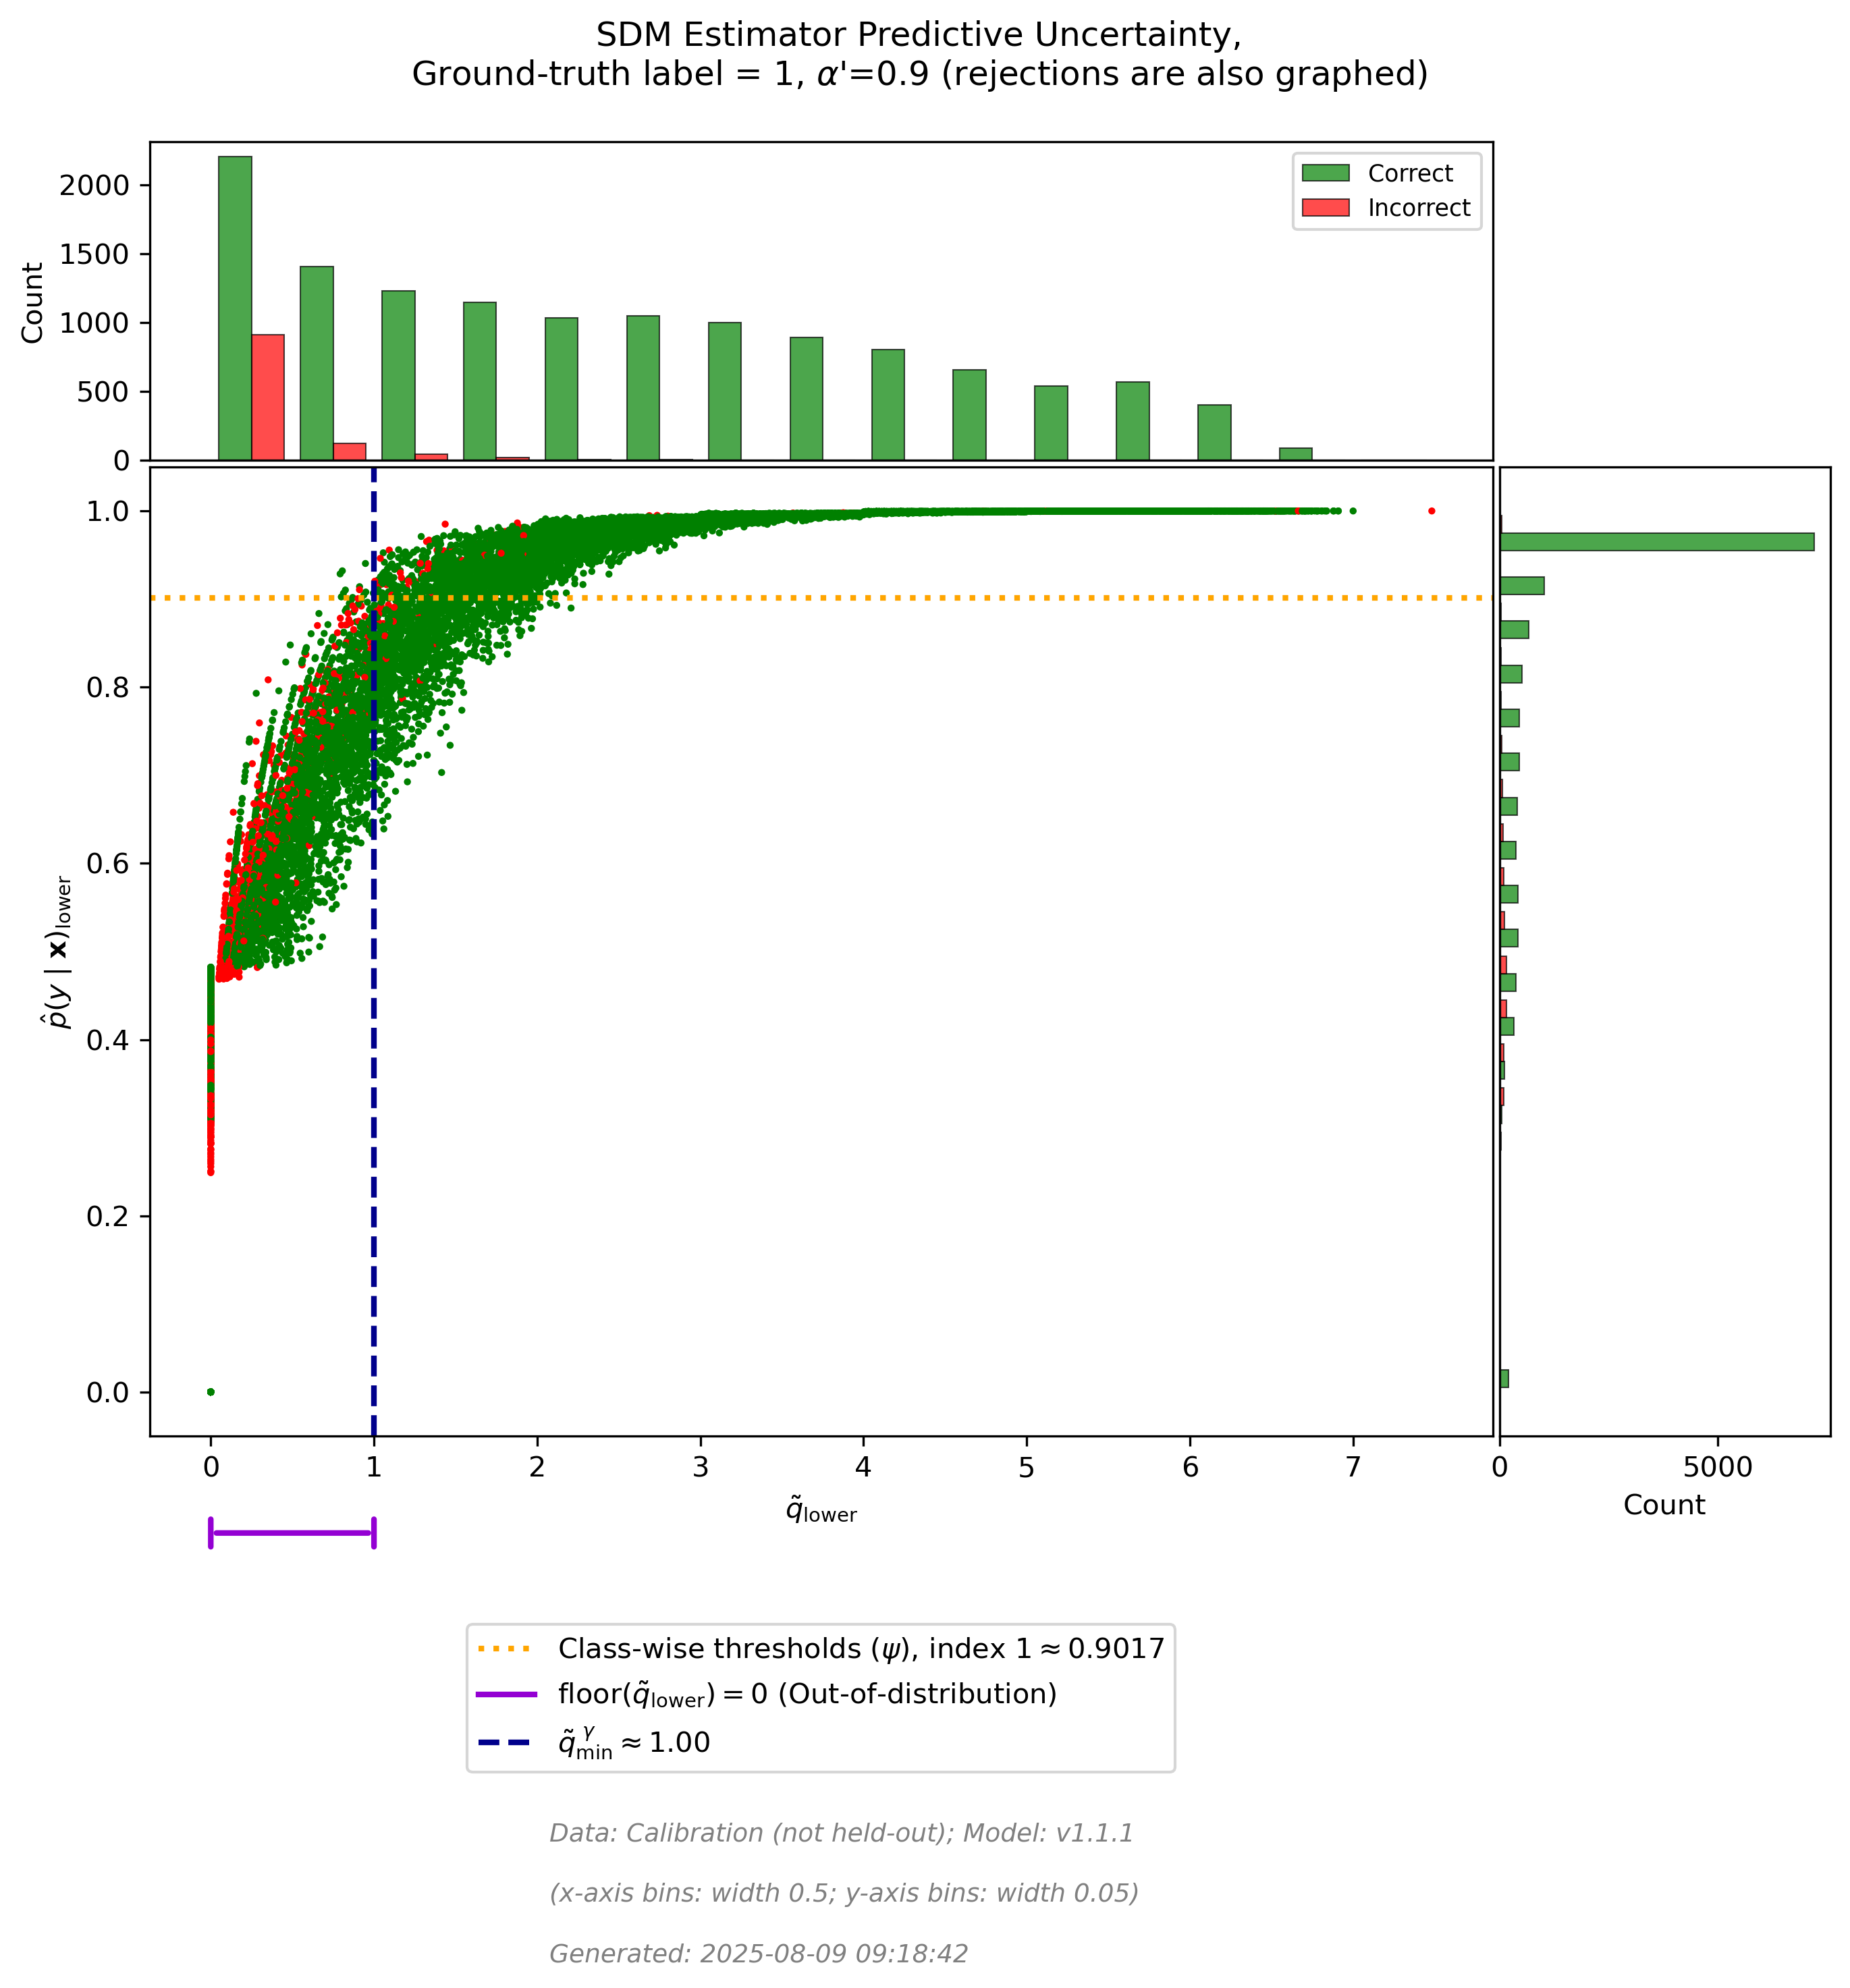 SDM Estimator Predictive Uncertainty,
Ground-truth label = 1, α'=0.9 (rejections are also graphed)
Count
2000
1500
1000
500
0
Correct
Incorrect
p̂(y | x)lower
1.0
0.8
0.6
0.4
0.2
0.0
0 1 2 3 4 5 6 7
q̃lower
0 5000
Count
Class-wise thresholds (ψ), index 1 ≈ 0.9017
floor(q̃lower) = 0 (Out-of-distribution)
q̃γmin ≈ 1.00
Data: Calibration (not held-out); Model: v1.1.1
(x-axis bins: width 0.5; y-axis bins: width 0.05)
Generated: 2025-08-09 09:18:42